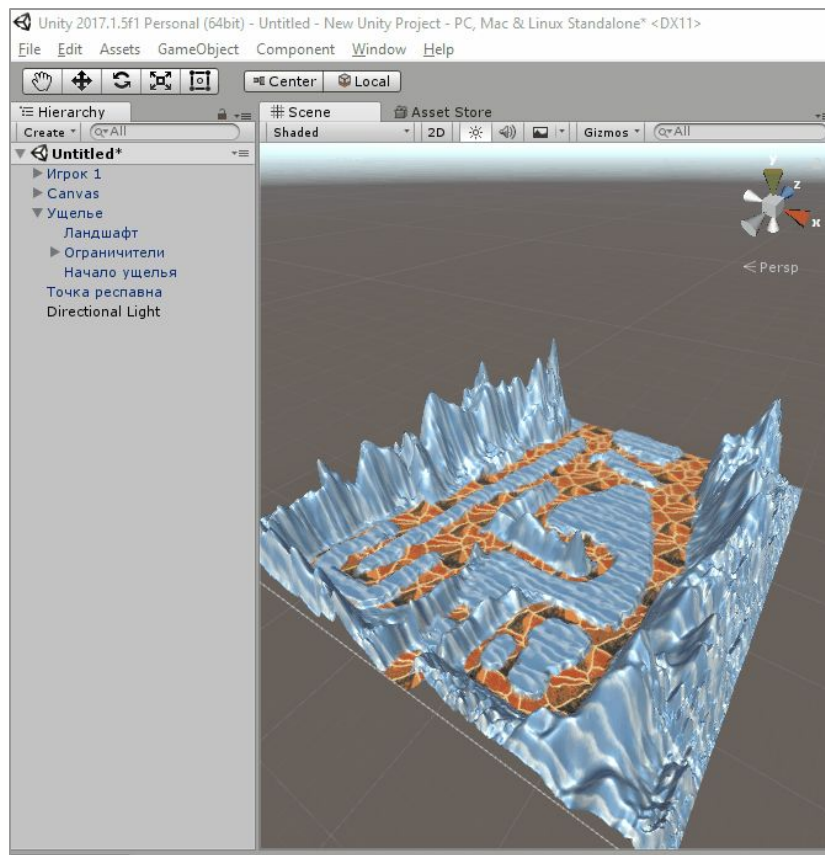 Unity 2017.1.5f1 Personal (64bit) - Untitled - New Unity Project - PC, Mac & Linux Standalone* <DX11>
File Edit Assets GameObject Component Window Help
Center Local
Hierarchy Scene Asset Store
Create All Shaded 2D Gizmos All
Untitled*
Игрок 1
Canvas
Ущелье
Ландшафт
Ограничители
Начало ущелья
Точка респавна
Directional Light
y
z
x
Persp